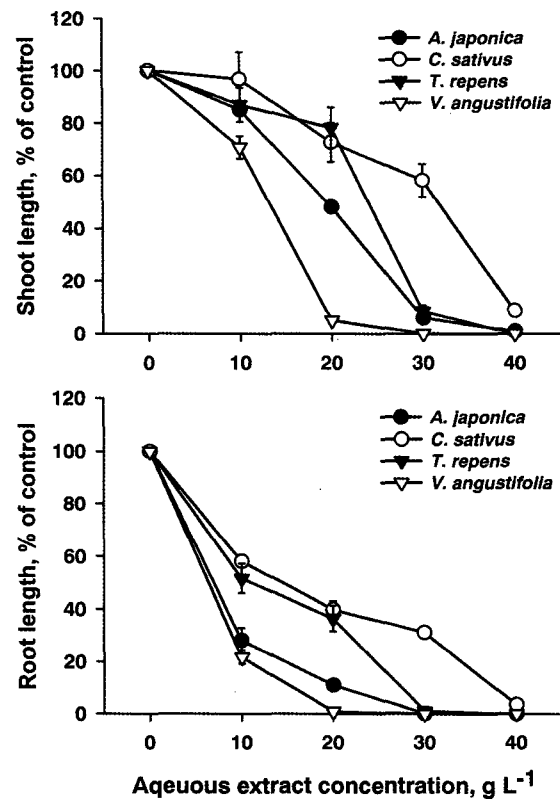 120
100
80
60
40
20
0
Shoot length, % of control
A. japonica
C. sativus
T. repens
V. angustifolia
0 10 20 30 40
120
100
80
60
40
20
0
Root length, % of control
A. japonica
C. sativus
T. repens
V. angustifolia
0 10 20 30 40
Aqeuous extract concentration, g L-1